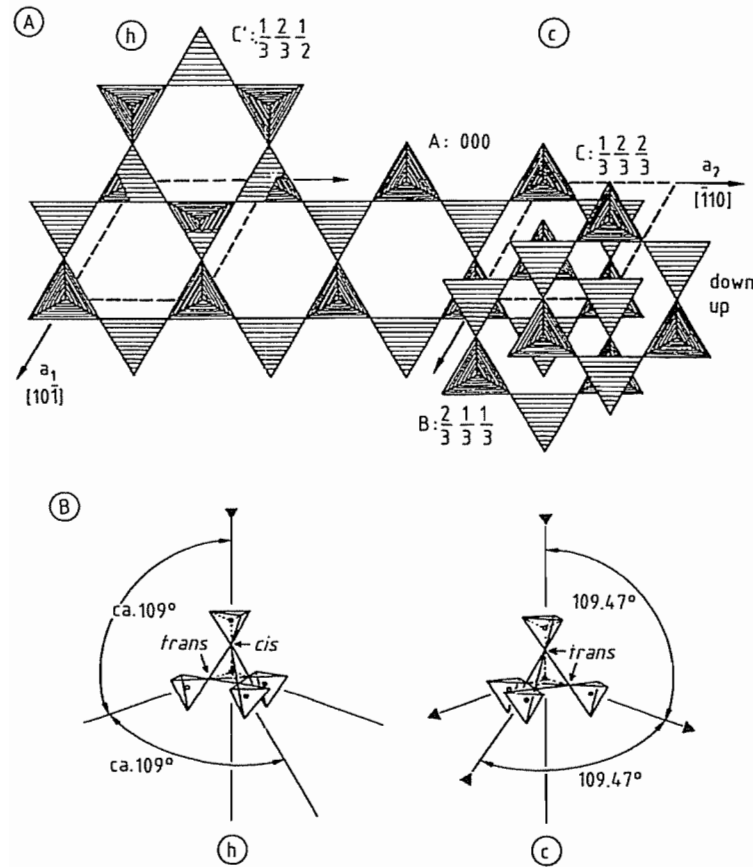 A
h
C':1/3 2/3 1/2
c
A: 000
C:1/3 2/3 2/3
a₂
[1̄10]
down
up
a₁
[101̄]
B:2/3 1/3 1/3
B
ca.109°
trans
cis
ca.109°
h
109.47°
trans
109.47°
c